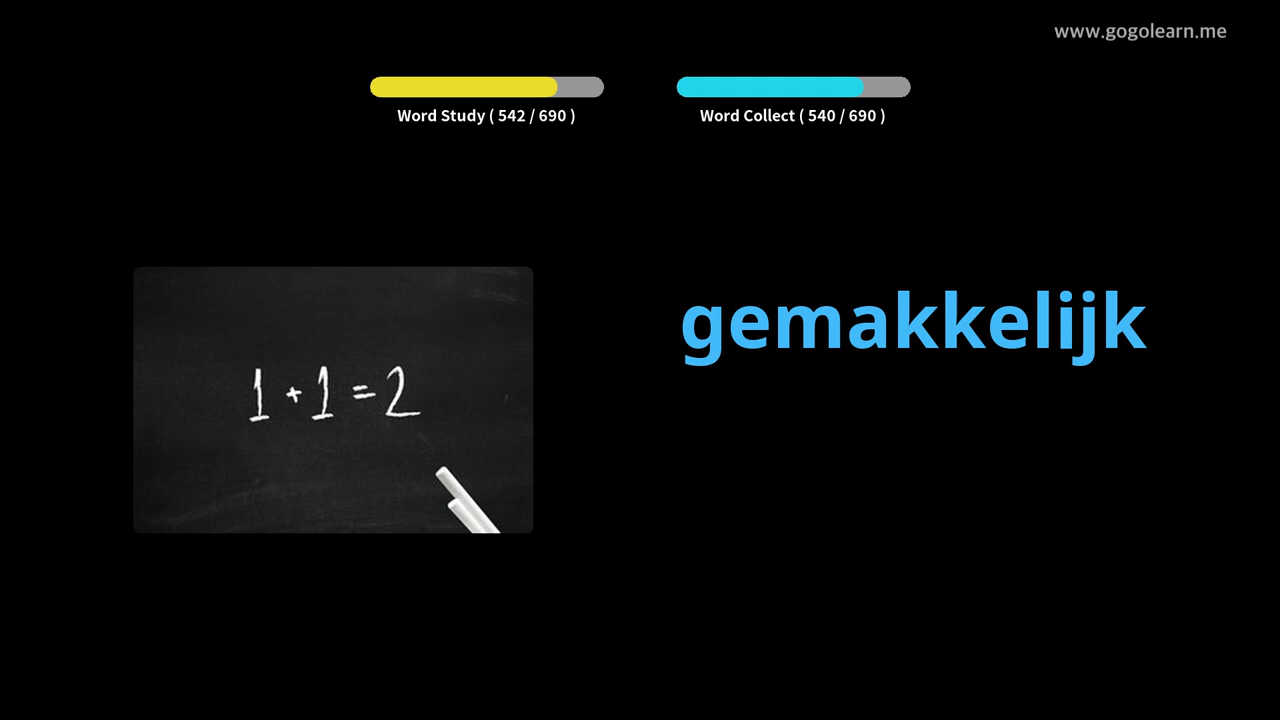 www.gogolearn.me
Word Study ( 542 / 690 )
Word Collect ( 540 / 690 )
1 + 1 = 2
gemakkelijk